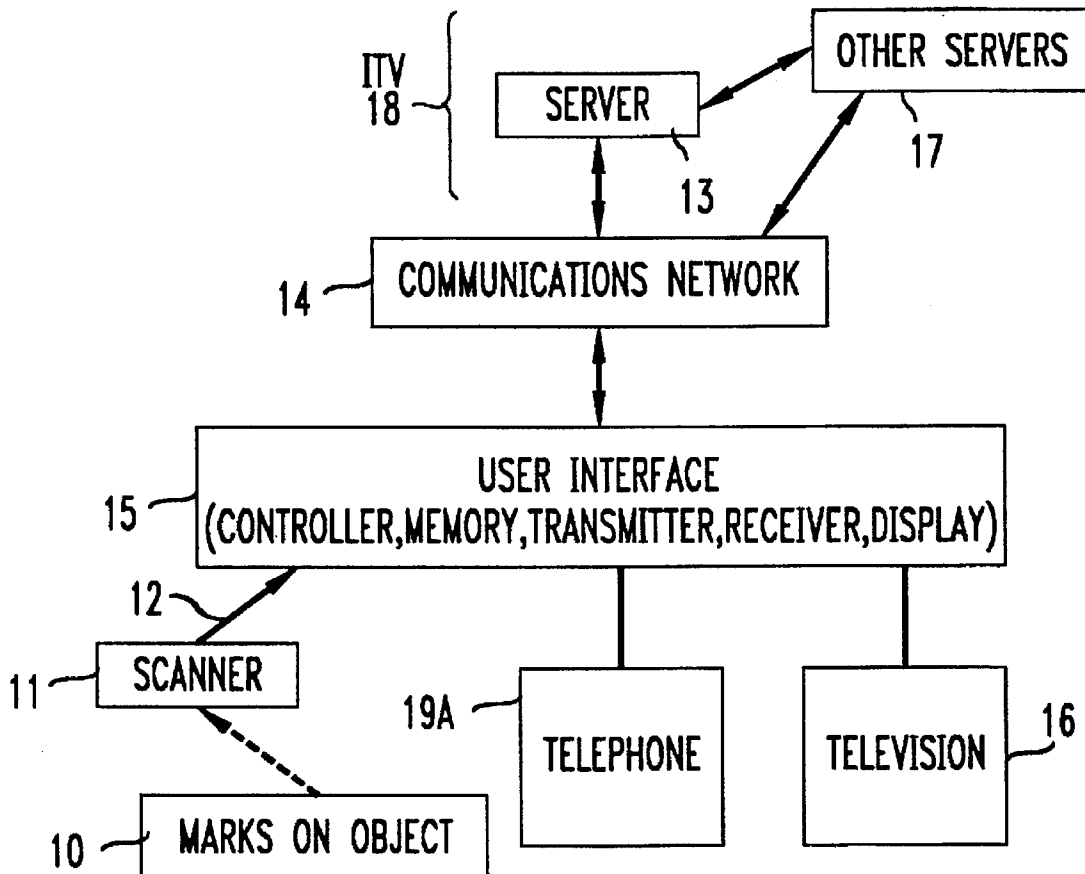 ITV
18
SERVER
13
OTHER SERVERS
17
14
COMMUNICATIONS NETWORK
15
USER INTERFACE
(CONTROLLER,MEMORY,TRANSMITTER,RECEIVER,DISPLAY)
12
11
SCANNER
19A
TELEPHONE
TELEVISION
16
10
MARKS ON OBJECT